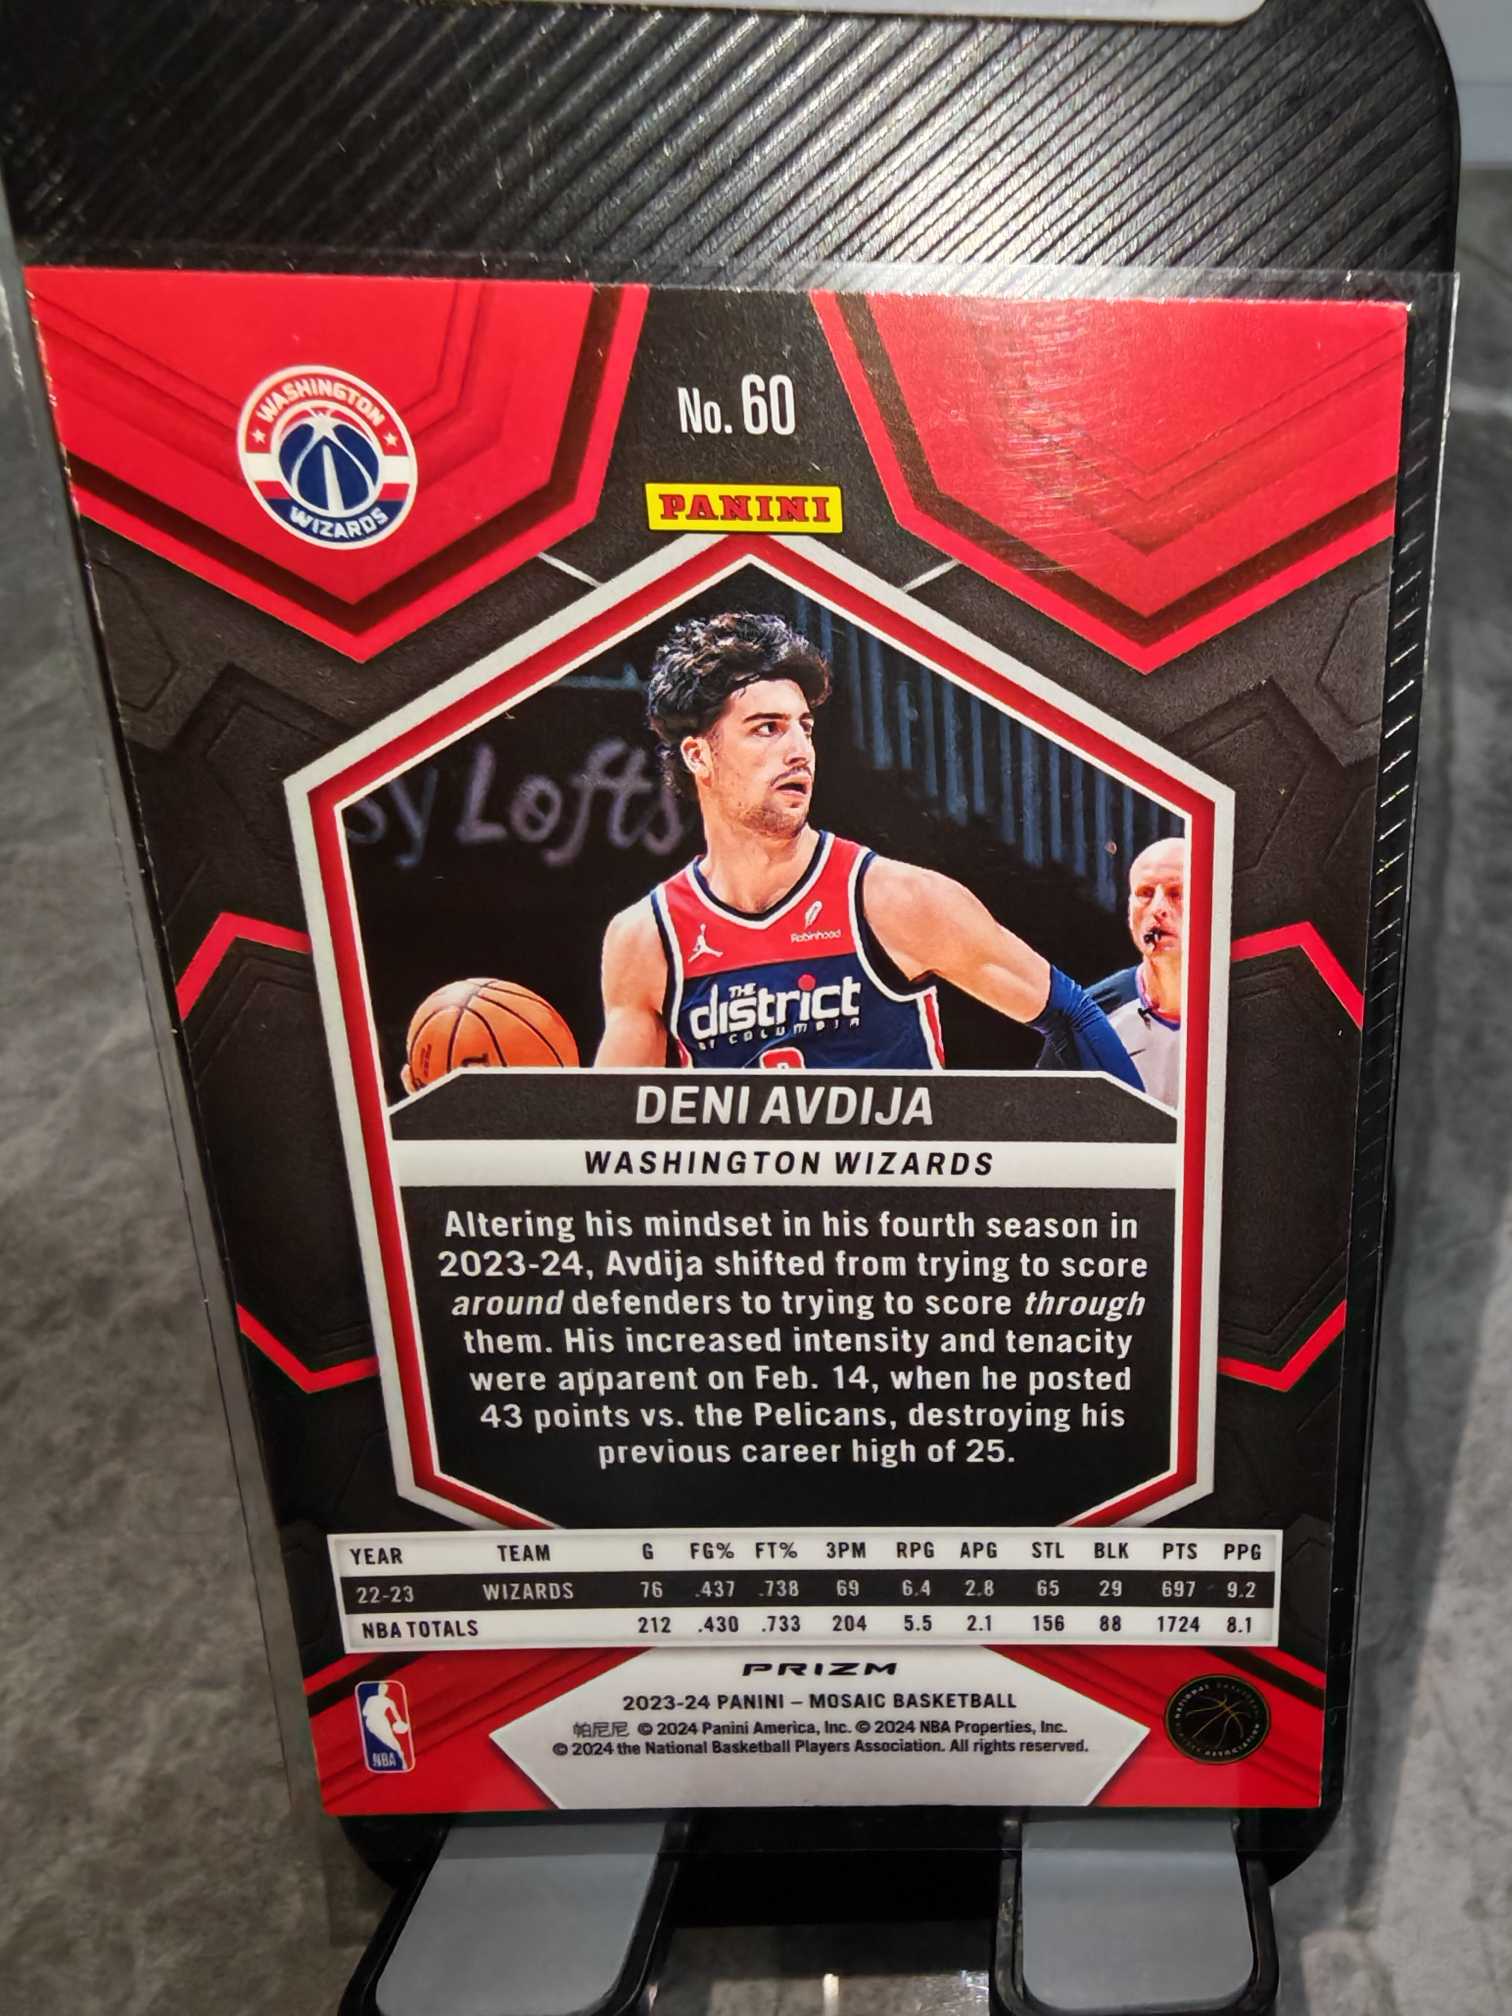 No. 60
WASHINGTON
WIZARDS
PANINI
sy Lofts
Robinhood
THE
district
OF COLUMBIA
DENI AVDIJA
WASHINGTON WIZARDS
Altering his mindset in his fourth season in
2023-24, Avdija shifted from trying to score
around defenders to trying to score through
them. His increased intensity and tenacity
were apparent on Feb. 14, when he posted
43 points vs. the Pelicans, destroying his
previous career high of 25.
YEAR TEAM G FG% FT% 3PM RPG APG STL BLK PTS PPG
22-23 WIZARDS 76 .437 .738 69 6.4 2.8 65 29 697 9.2
NBA TOTALS 212 .430 .733 204 5.5 2.1 156 88 1724 8.1
PRIZM
2023-24 PANINI – MOSAIC BASKETBALL
帕尼尼 © 2024 Panini America, Inc. © 2024 NBA Properties, Inc.
© 2024 the National Basketball Players Association. All rights reserved.
NBA
NATIONAL BASKETBALL PLAYERS ASSOCIATION